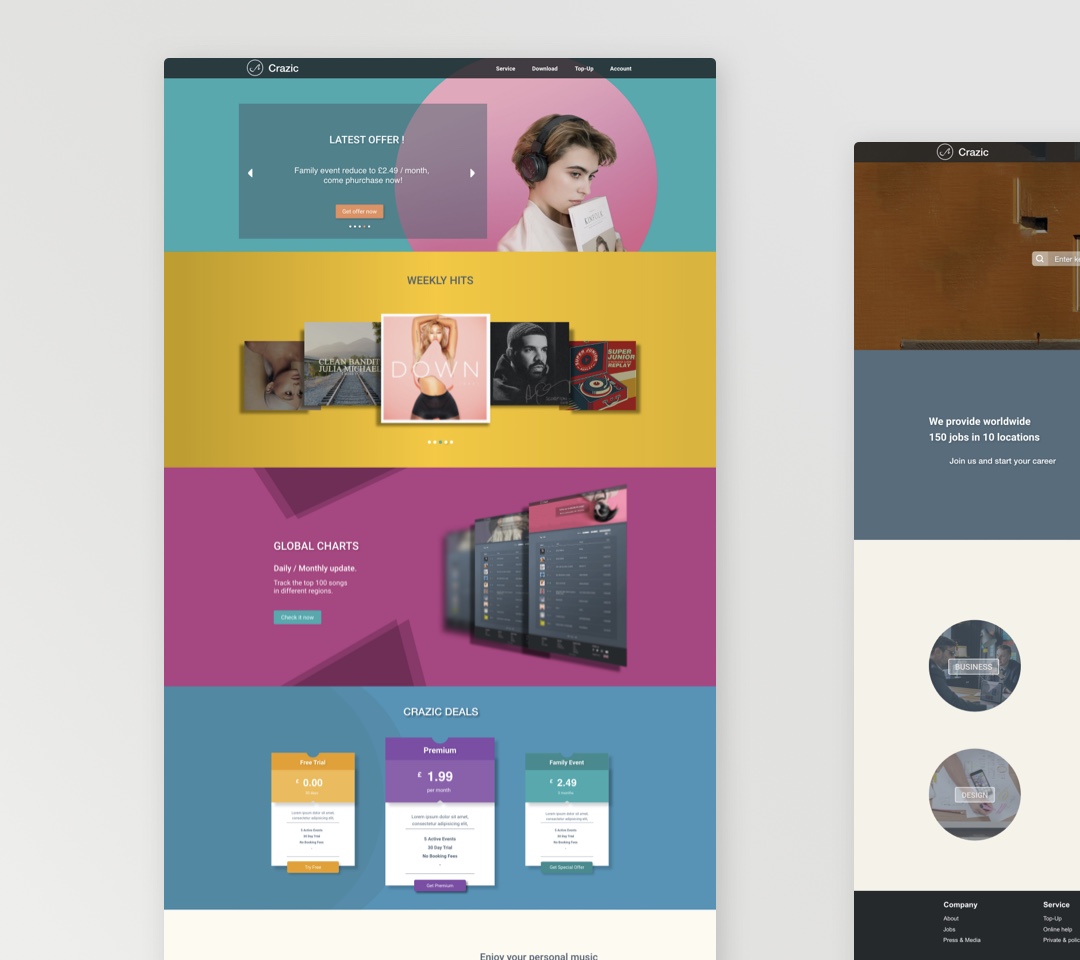 Crazic
Service Download Top-Up Account
LATEST OFFER !
Family event reduce to £2.49 / month,
come phurchase now!
Get offer now
WEEKLY HITS
CLEAN BANDIT
JULIA MICHAEL
DOWN
SUPER
JUNIOR
REPLAY
GLOBAL CHARTS
Daily / Monthly update.
Track the top 100 songs
in different regions.
Check it now
CRAZIC DEALS
Free Trial
£ 0.00
30 days
Lorem ipsum dolor sit amet,
consectetur adipisicing elit,
5 Active Events
30 Day Trial
No Booking Fees
Try Free
Premium
£ 1.99
per month
Lorem ipsum dolor sit amet,
consectetur adipisicing elit,
5 Active Events
30 Day Trial
No Booking Fees
Get Premium
Family Event
£ 2.49
Lorem ipsum dolor sit amet,
consectetur adipisicing elit,
5 Active Events
30 Day Trial
No Booking Fees
Get Special Offer
Enjoy your personal music
Crazic
Enter ke
We provide worldwide
150 jobs in 10 locations
Join us and start your career
BUSINESS
DESIGN
Company
About
Jobs
Press & Media
Service
Top-Up
Online help
Private & polic